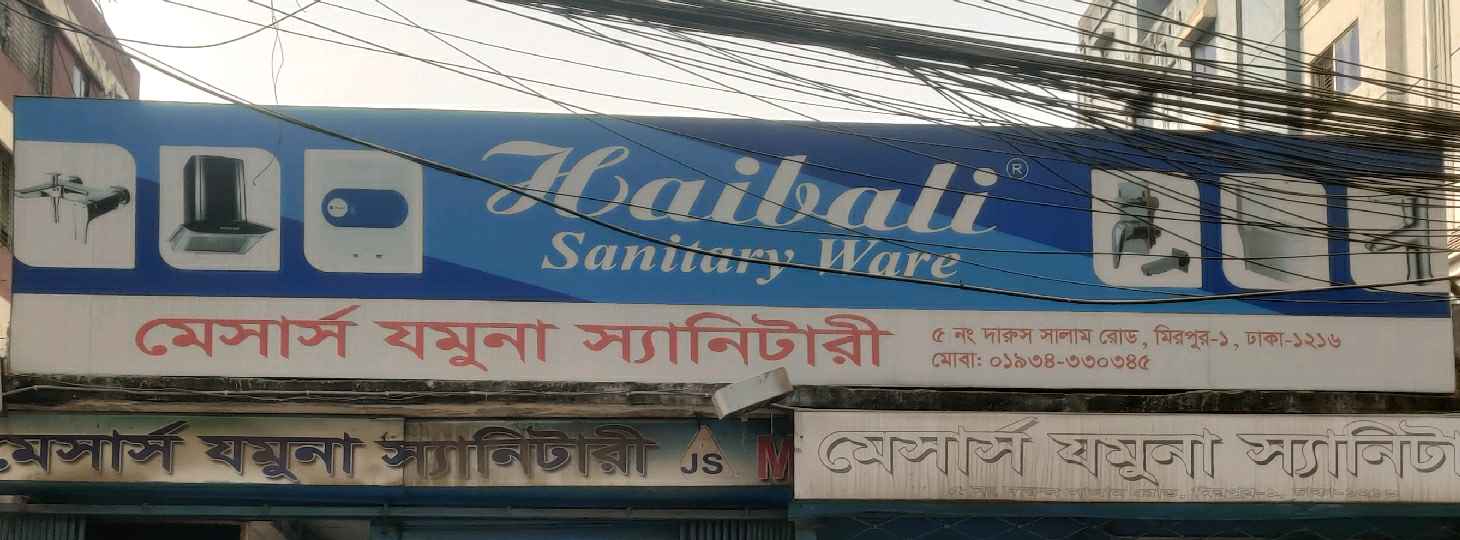 Haibali®
Sanitary Ware
মেসার্স যমুনা স্যানিটারী
৫ নং দারুস সালাম রোড, মিরপুর-১, ঢাকা-১২১৬
মোবা: ০১৯৩৪-৩৩০৩৪৫
মেসার্স যমুনা স্যানিটারী JS M
মেসার্স যমুনা স্যানিট